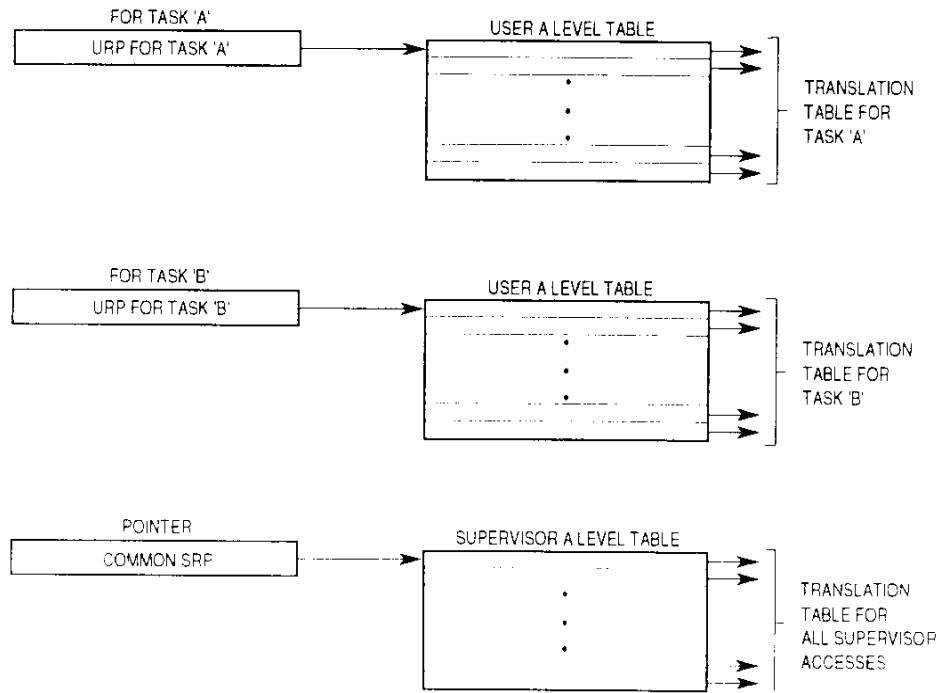 FOR TASK 'A'
URP FOR TASK 'A'
USER A LEVEL TABLE
TRANSLATION
TABLE FOR
TASK 'A'
FOR TASK 'B'
URP FOR TASK 'B'
USER A LEVEL TABLE
TRANSLATION
TABLE FOR
TASK 'B'
POINTER
COMMON SRP
SUPERVISOR A LEVEL TABLE
TRANSLATION
TABLE FOR
ALL SUPERVISOR
ACCESSES